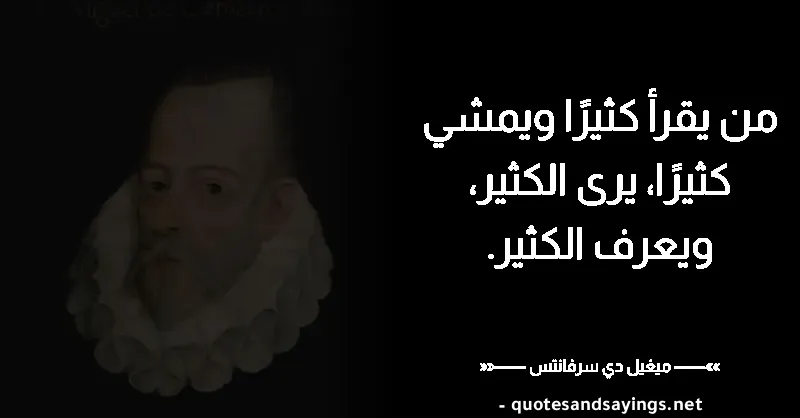 من يقرأ كثيرًا ويمشي
كثيرًا، يرى الكثير،
ويعرف الكثير.
»—— ميغيل دي سرفانتس ——«
- quotesandsayings.net